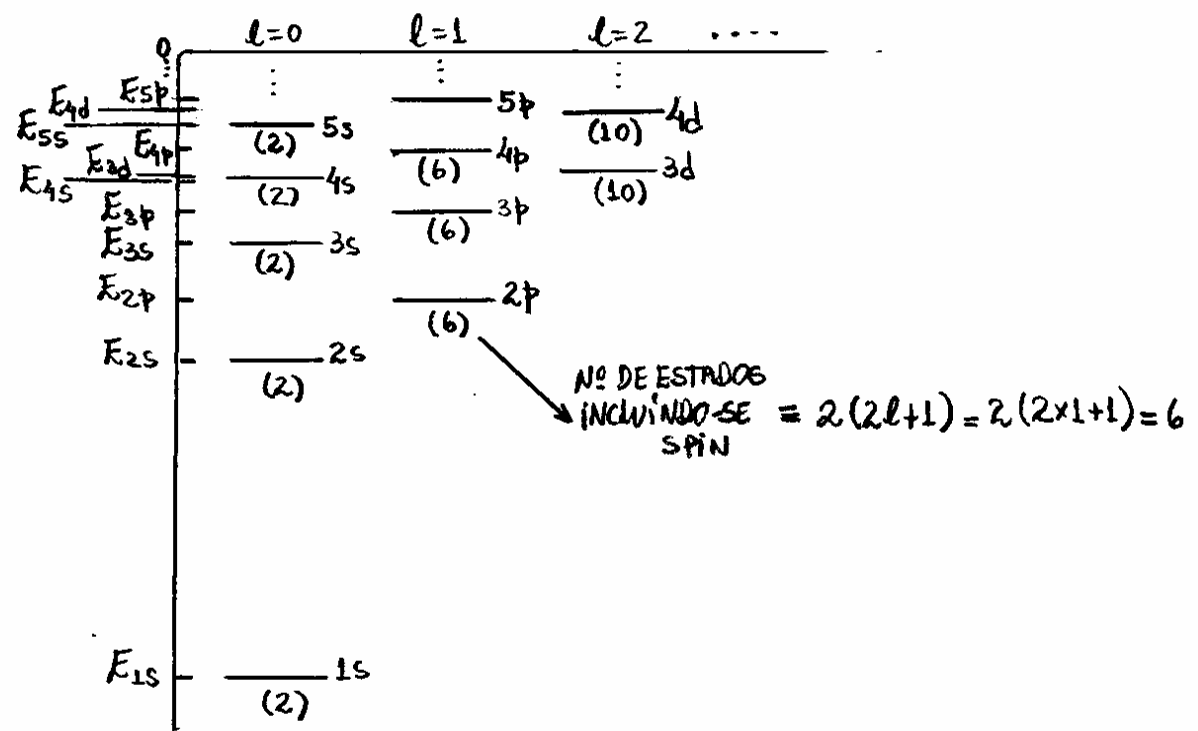 l=0 l=1 l=2 ....
0
E5p 5p
E4d 4d
(10)
E5s 5s
(2)
E4p 4p
(6)
E3d 3d
(10)
E4s 4s
(2)
E3p 3p
(6)
E3s 3s
(2)
E2p 2p
(6)
E2s 2s
(2)
Nº DE ESTADOS
INCLUINDO-SE ≡ 2(2l+1) = 2(2×1+1) = 6
SPIN
E1s 1s
(2)